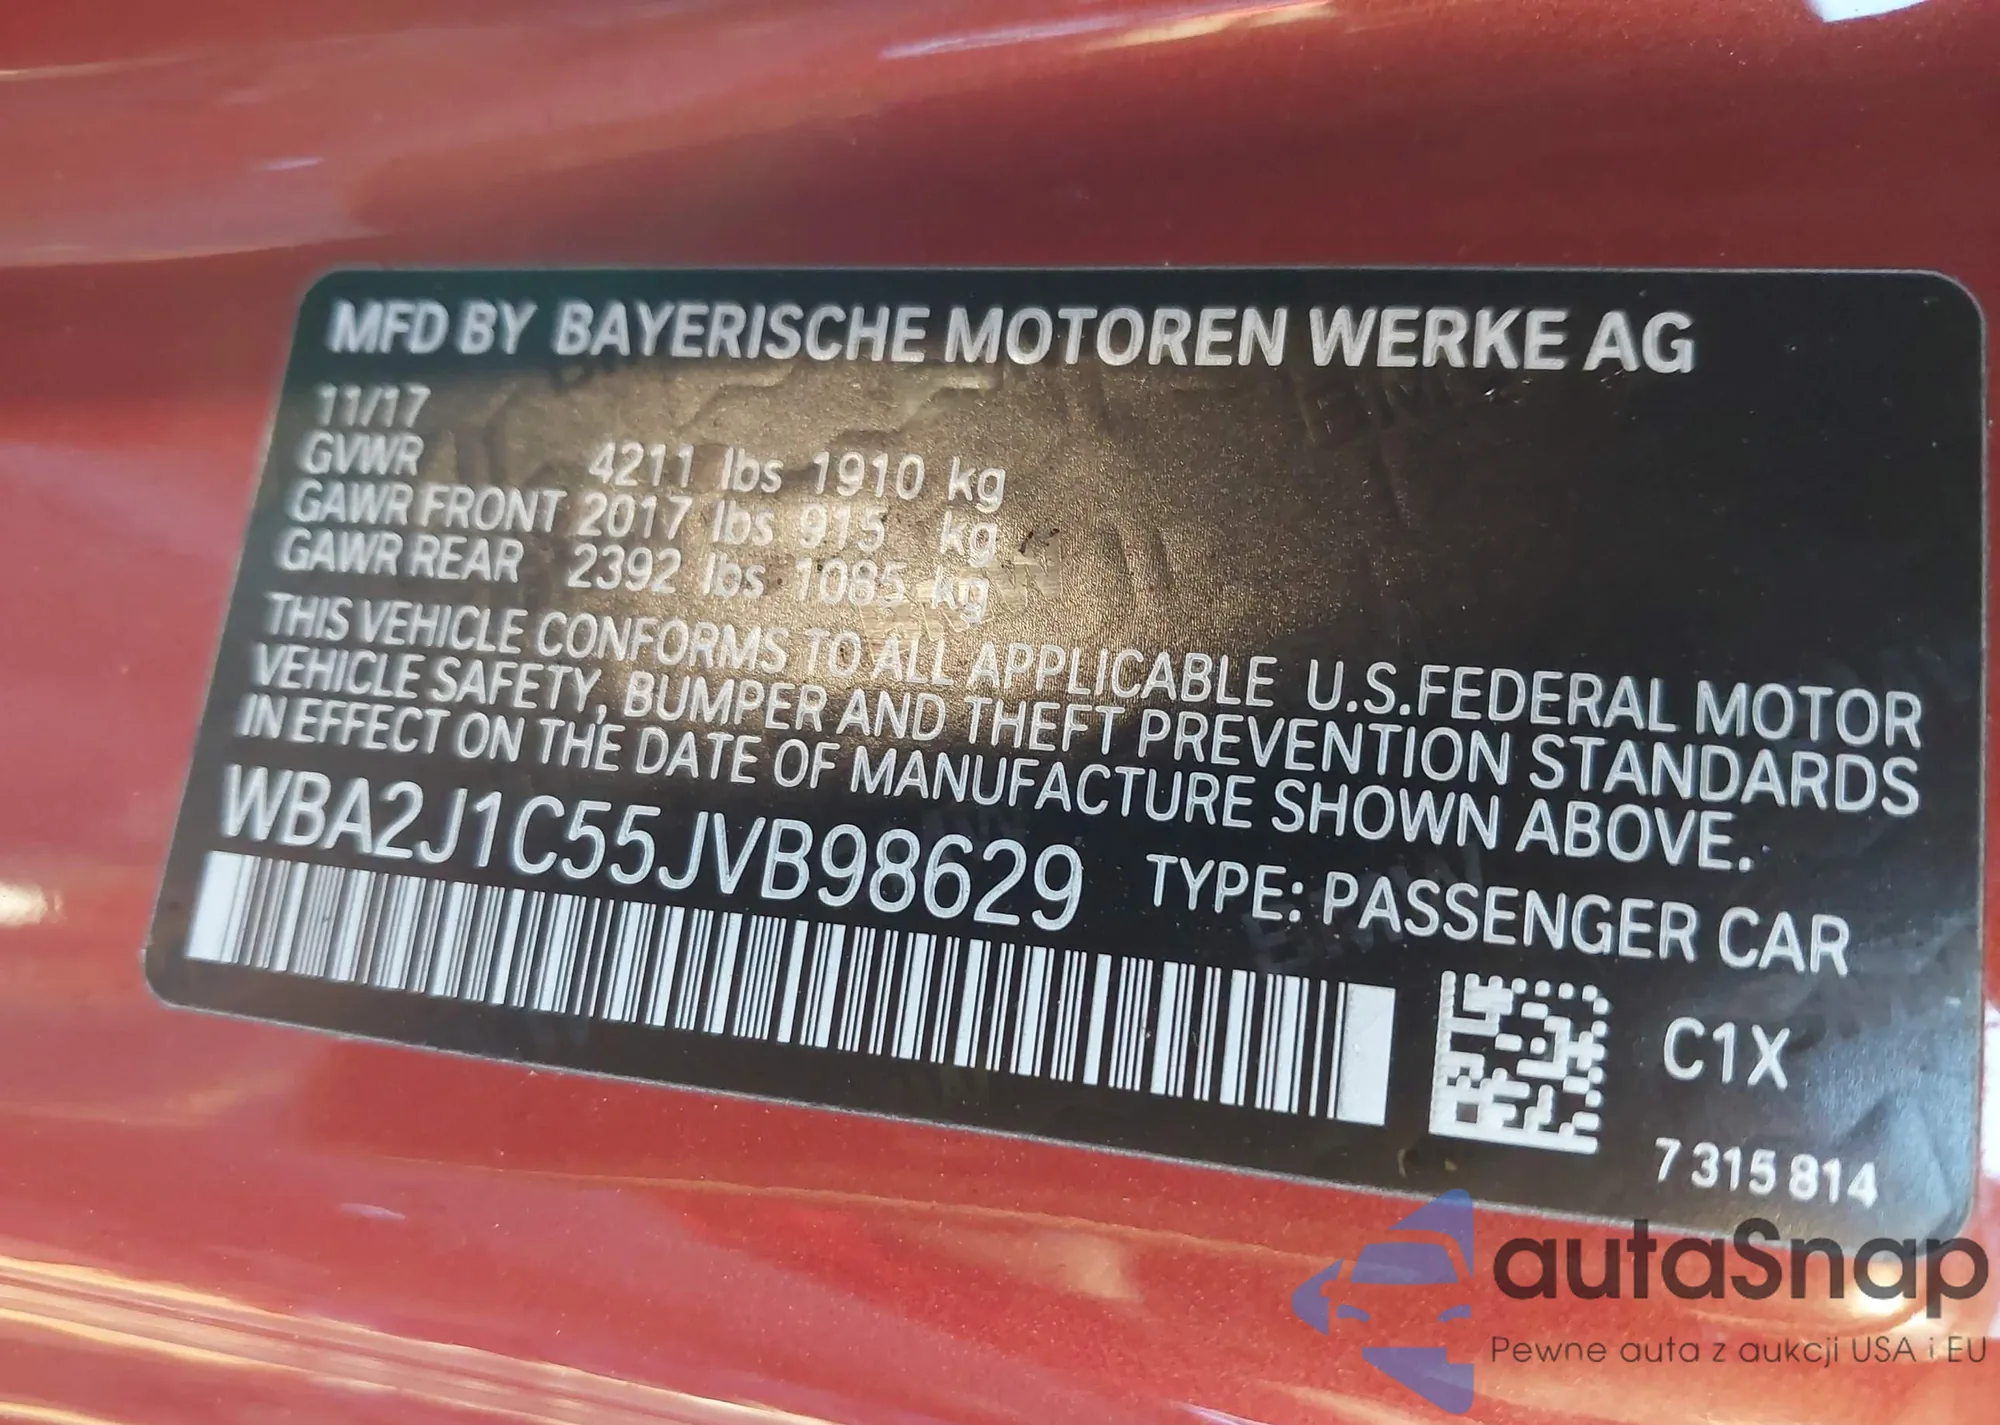 MFD BY BAYERISCHE MOTOREN WERKE AG
11/17
GVWR 4211 lbs 1910 kg
GAWR FRONT 2017 lbs 915 kg
GAWR REAR 2392 lbs 1085 kg
THIS VEHICLE CONFORMS TO ALL APPLICABLE U.S.FEDERAL MOTOR
VEHICLE SAFETY, BUMPER AND THEFT PREVENTION STANDARDS
IN EFFECT ON THE DATE OF MANUFACTURE SHOWN ABOVE.
WBA2J1C55JVB98629 TYPE: PASSENGER CAR
C1X
7 315 814
autaSnap
Pewne auta z aukcji USA i EU